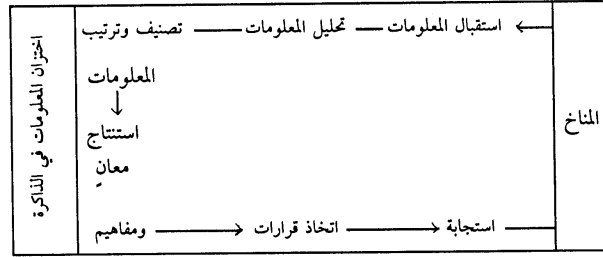 استقبال المعلومات — تحليل المعلومات — تصنيف وترتيب
المعلومات
استنتاج
معانٍ
ومفاهيم ← اتخاذ قرارات ← استجابة
المناخ
اختزان المعلومات في الذاكرة